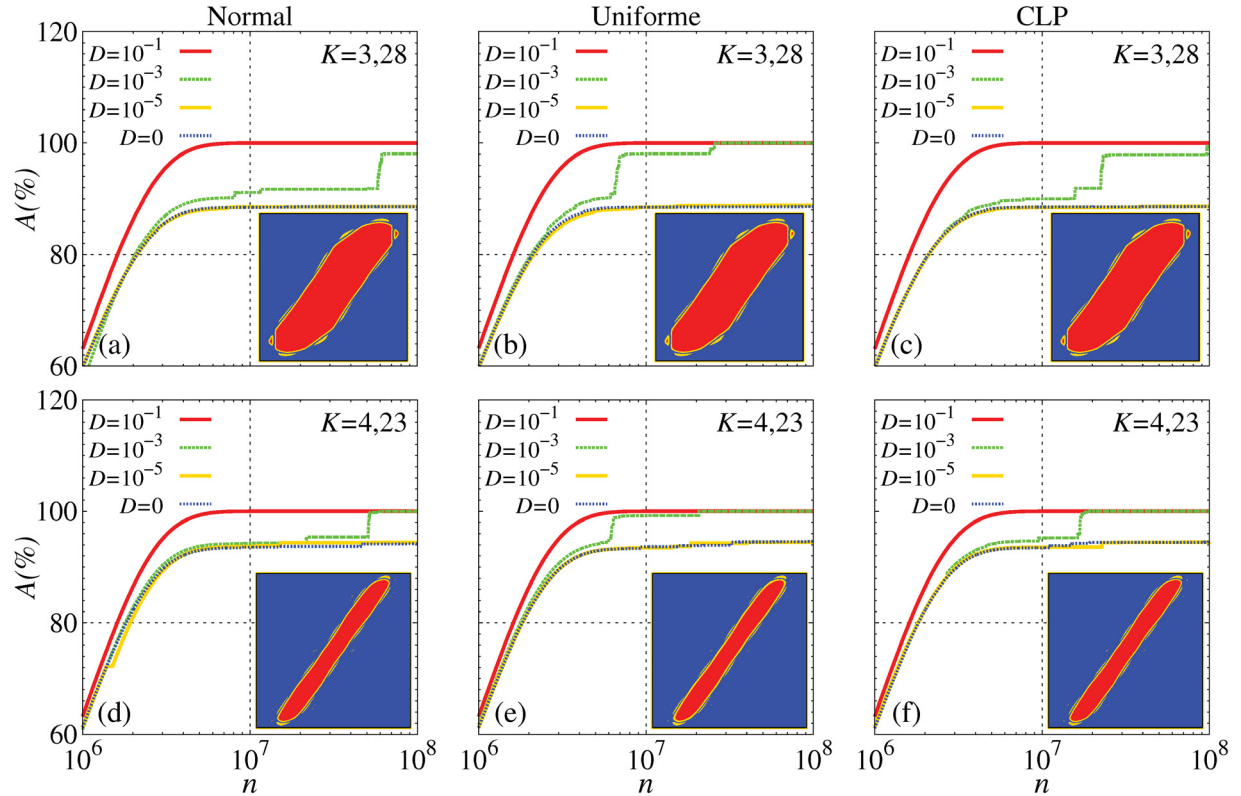 Normal Uniforme CLP
120 D=10⁻¹ K=3,28 D=10⁻¹ K=3,28 D=10⁻¹ K=3,28
D=10⁻³ D=10⁻³ D=10⁻³
D=10⁻⁵ D=10⁻⁵ D=10⁻⁵
D=0 D=0 D=0
100
A(%)
80
60 (a) (b) (c)
120 D=10⁻¹ K=4,23 D=10⁻¹ K=4,23 D=10⁻¹ K=4,23
D=10⁻³ D=10⁻³ D=10⁻³
D=10⁻⁵ D=10⁻⁵ D=10⁻⁵
D=0 D=0 D=0
100
A(%)
80
60 (d) (e) (f)
10⁶ 10⁷ 10⁸ 10⁶ 10⁷ 10⁸ 10⁶ 10⁷ 10⁸
n n n